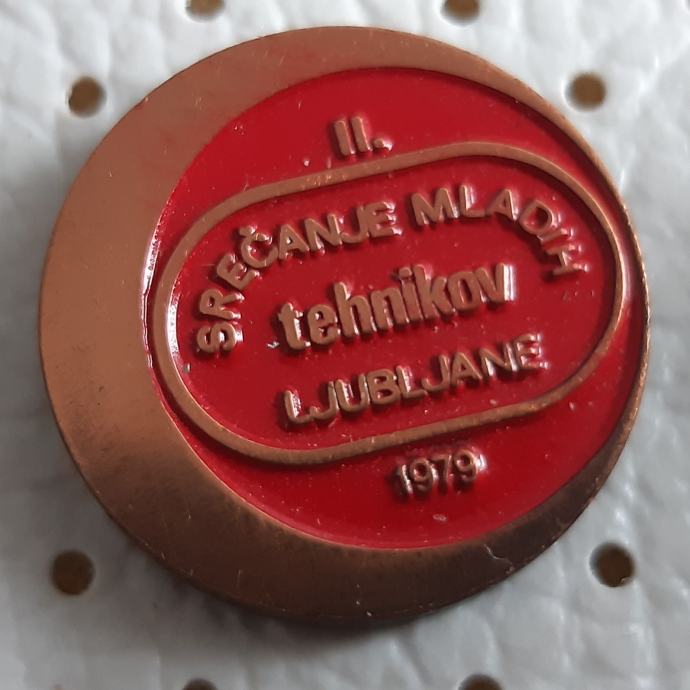 II.
SREČANJE MLADIH
tehnikov
LJUBLJANE
1979